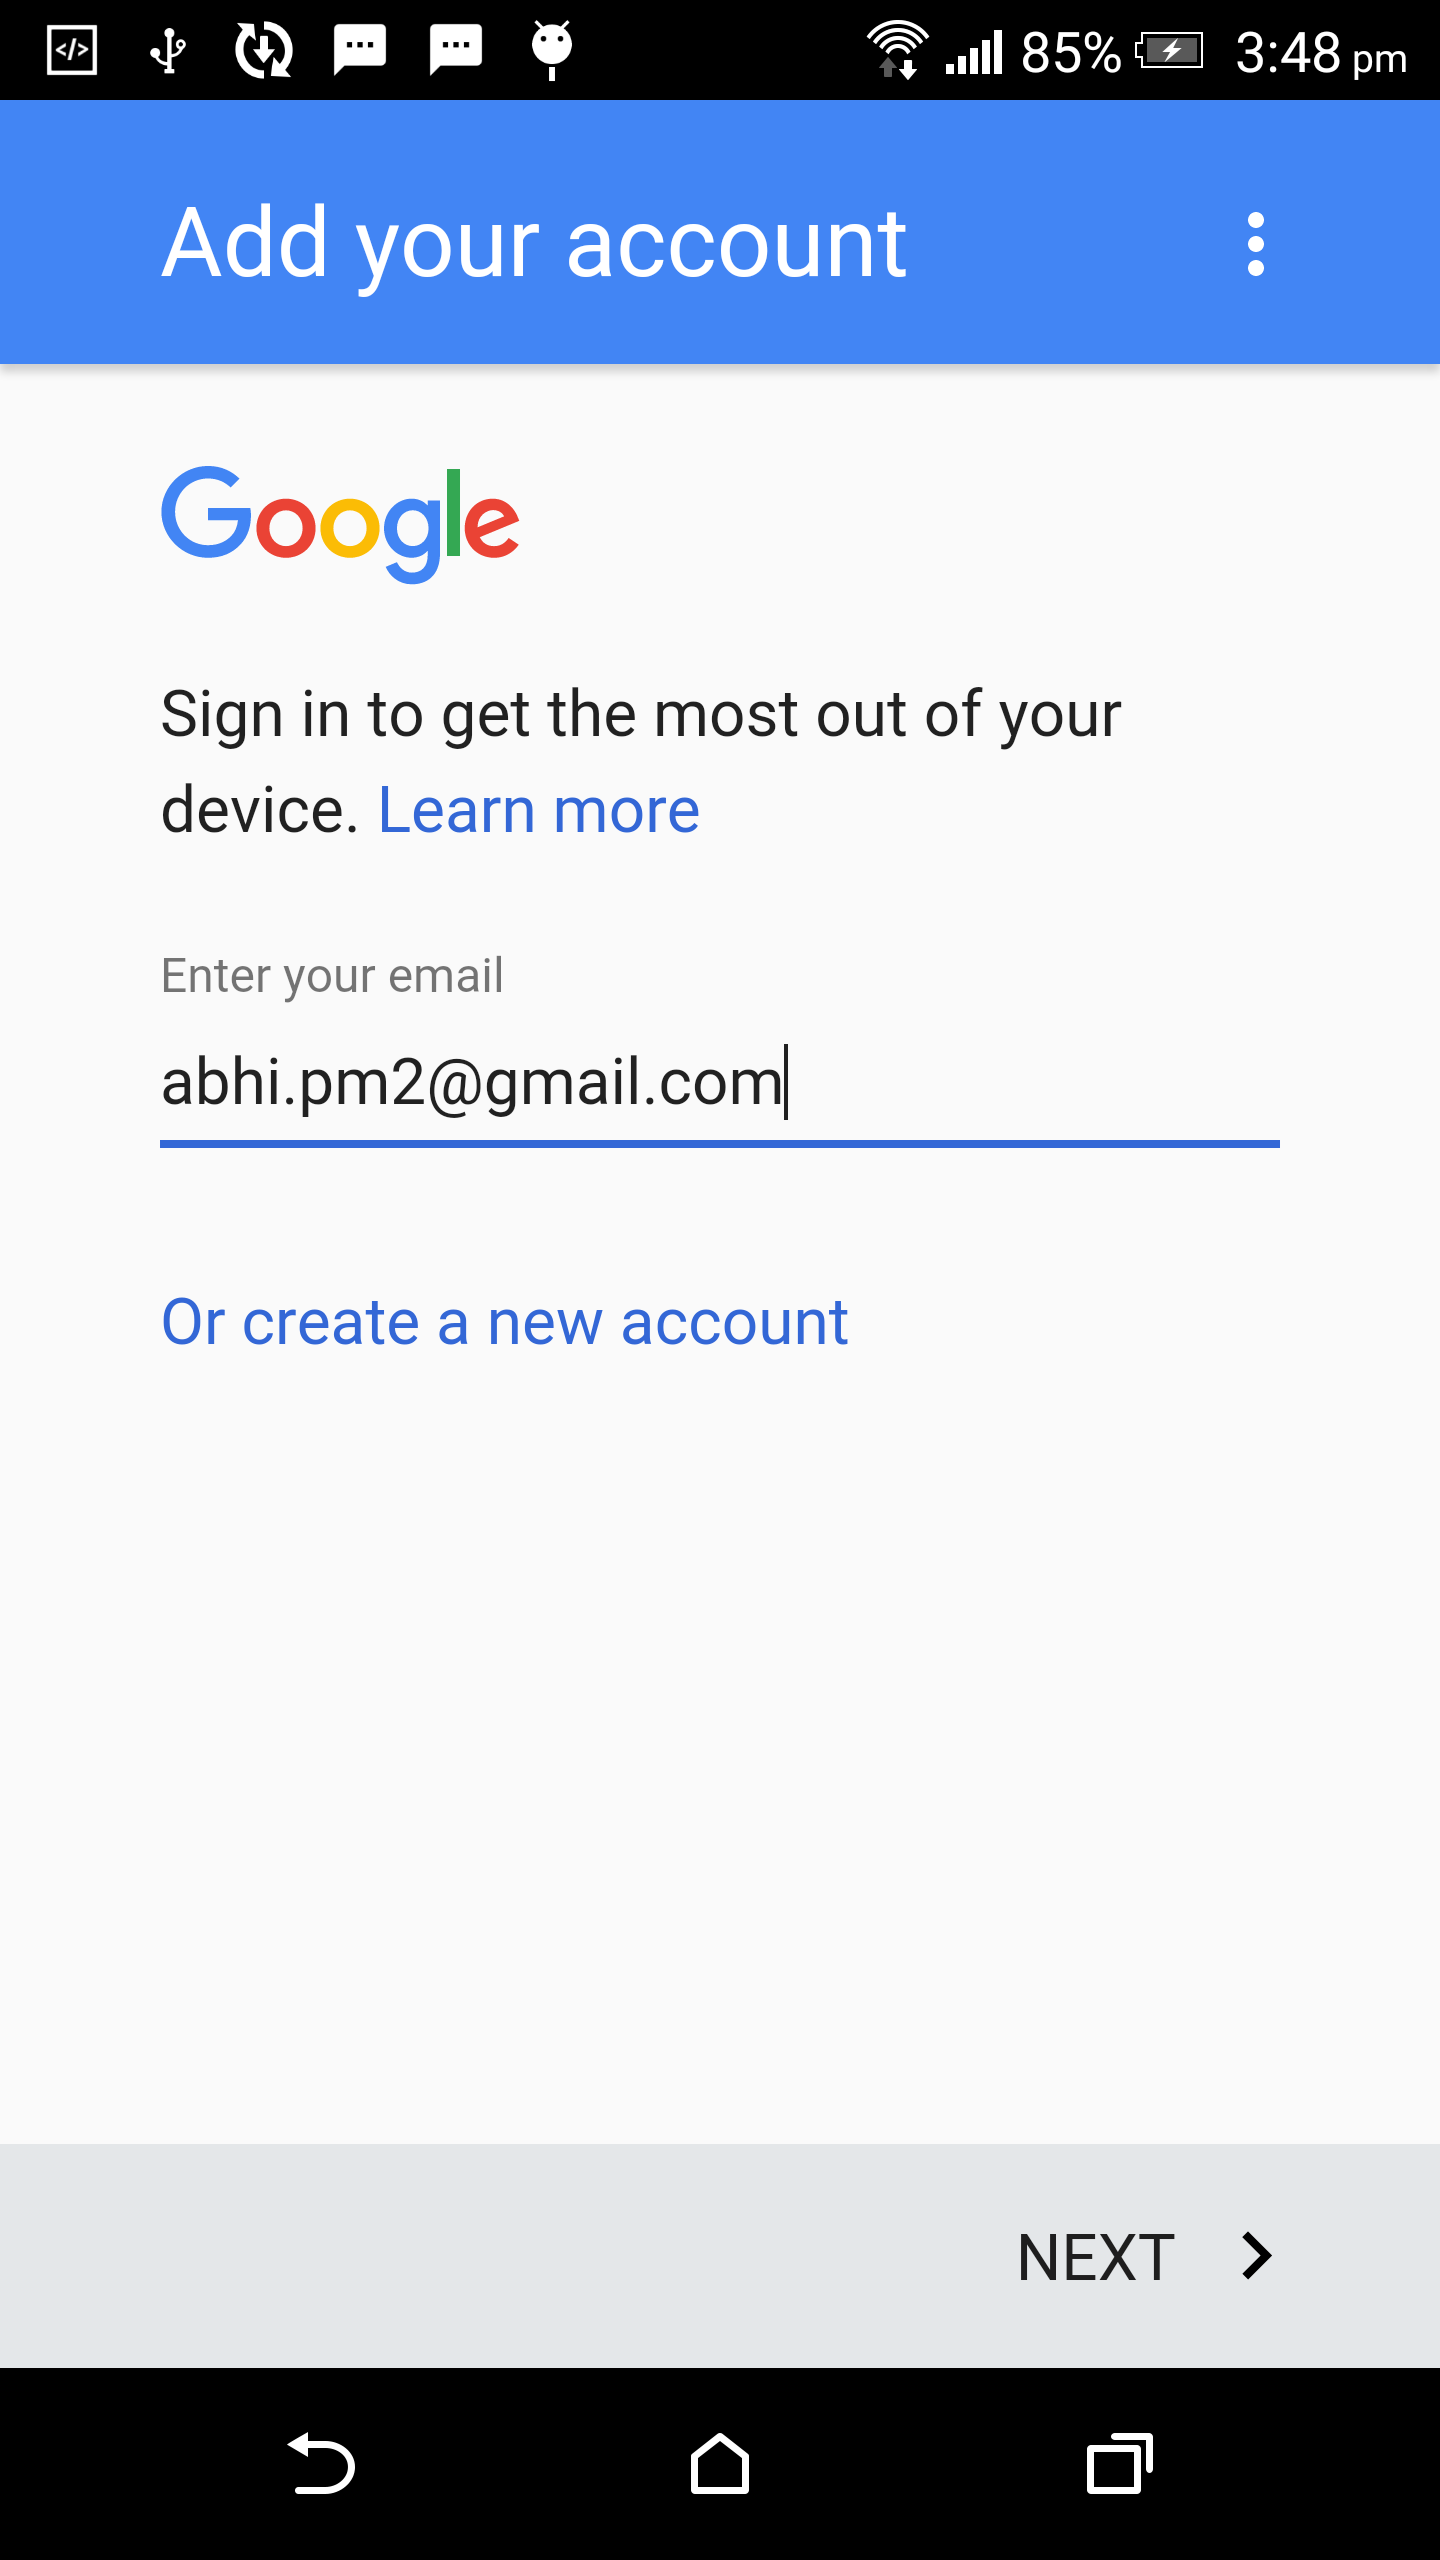 85% 3:48 pm
Add your account
Google
Sign in to get the most out of your
device. Learn more
Enter your email
abhi.pm2@gmail.com
Or create a new account
NEXT